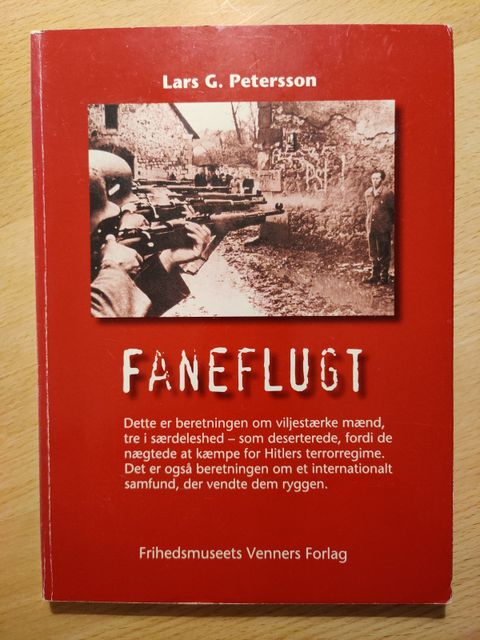 Lars G. Petersson
FANEFLUGT
Dette er beretningen om viljestærke mænd,
tre i særdeleshed – som deserterede, fordi de
nægtede at kæmpe for Hitlers terrorregime.
Det er også beretningen om et internationalt
samfund, der vendte dem ryggen.
Frihedsmuseets Venners Forlag